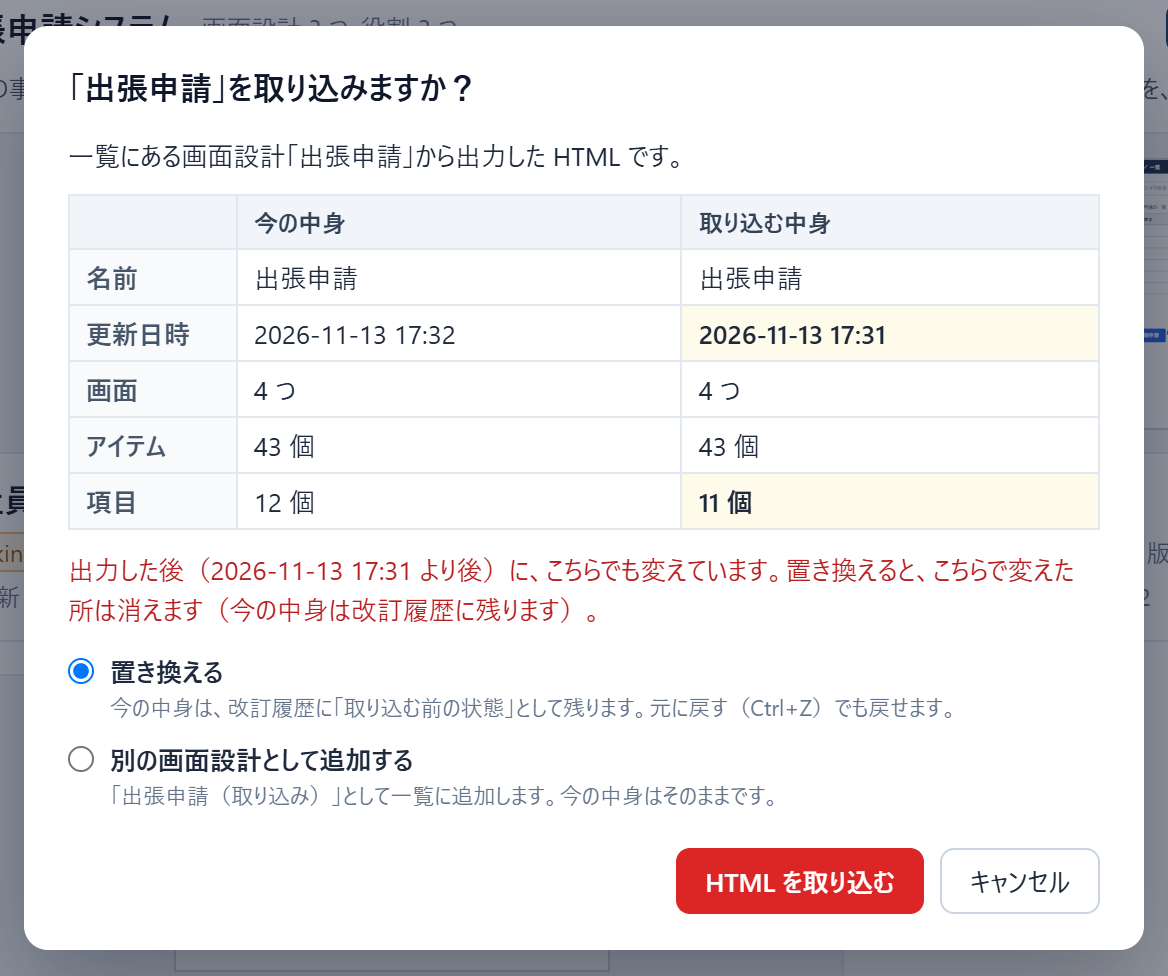 画面設計 3 つ、役割 3 つ
「出張申請」を取り込みますか？
一覧にある画面設計「出張申請」から出力した HTML です。
今の中身 取り込む中身
名前 出張申請 出張申請
更新日時 2026-11-13 17:32 2026-11-13 17:31
画面 4 つ 4 つ
アイテム 43 個 43 個
項目 12 個 11 個
出力した後（2026-11-13 17:31 より後）に、こちらでも変えています。置き換えると、こちらで変えた
所は消えます（今の中身は改訂履歴に残ります）。
置き換える
今の中身は、改訂履歴に「取り込む前の状態」として残ります。元に戻す（Ctrl+Z）でも戻せます。
別の画面設計として追加する
「出張申請（取り込み）」として一覧に追加します。今の中身はそのままです。
HTML を取り込む キャンセル